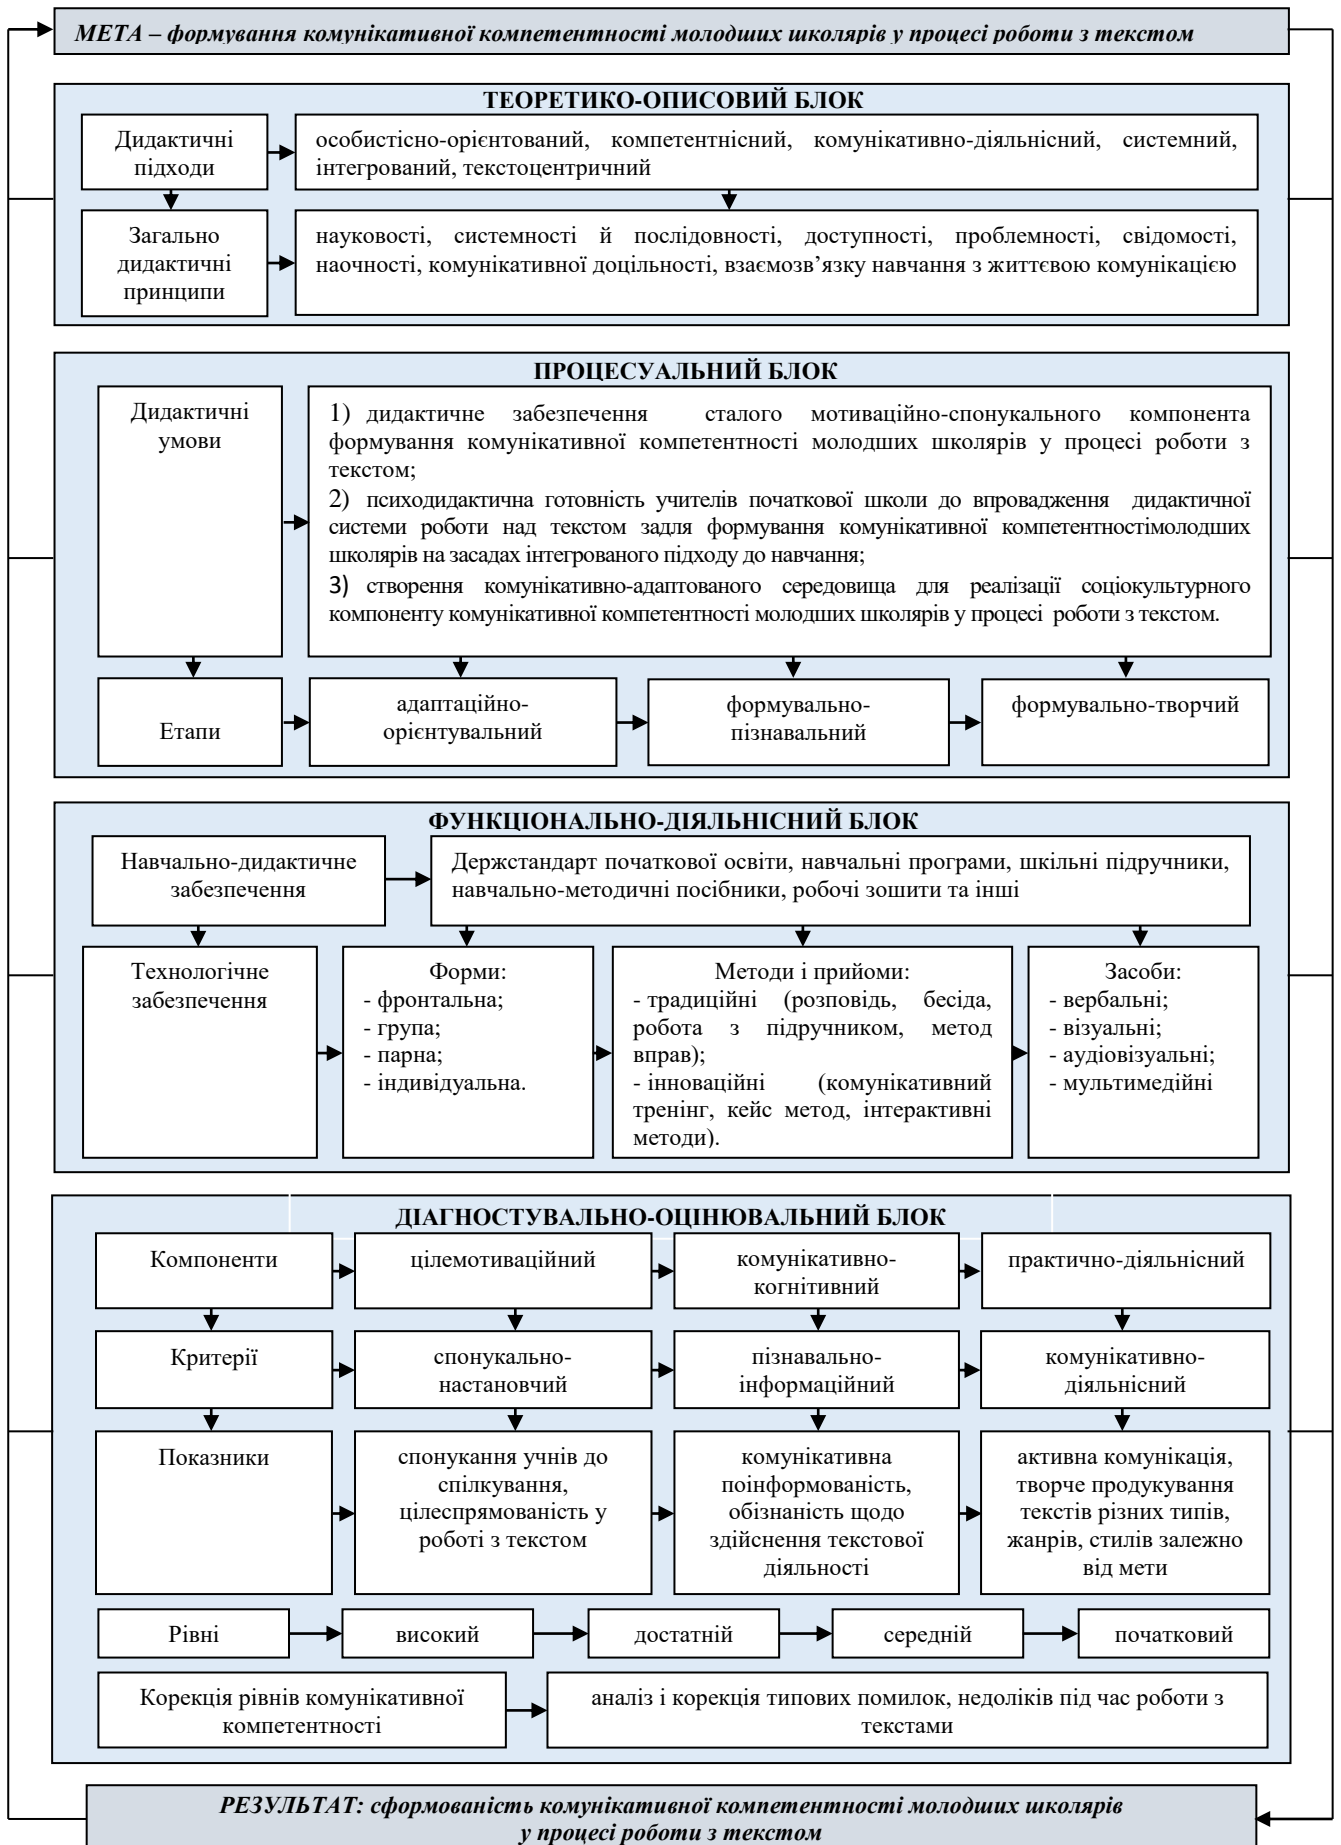 МЕТА – формування комунікативної компетентності молодших школярів у процесі роботи з текстом
ТЕОРЕТИКО-ОПИСОВИЙ БЛОК
Дидактичні
підходи
особистісно-орієнтований, компетентнісний, комунікативно-діяльнісний, системний,
інтегрований, текстоцентричний
Загально
дидактичні
принципи
науковості, системності й послідовності, доступності, проблемності, свідомості,
наочності, комунікативної доцільності, взаємозв’язку навчання з життєвою комунікацією
ПРОЦЕСУАЛЬНИЙ БЛОК
Дидактичні
умови
1) дидактичне забезпечення сталого мотиваційно-спонукального компонента
формування комунікативної компетентності молодших школярів у процесі роботи з
текстом;
2) психодидактична готовність учителів початкової школи до впровадження дидактичної
системи роботи над текстом задля формування комунікативної компетентностімолодших
школярів на засадах інтегрованого підходу до навчання;
3) створення комунікативно-адаптованого середовища для реалізації соціокультурного
компоненту комунікативної компетентності молодших школярів у процесі роботи з текстом.
Етапи
адаптаційно-
орієнтувальний
формувально-
пізнавальний
формувально-творчий
ФУНКЦІОНАЛЬНО-ДІЯЛЬНІСНИЙ БЛОК
Навчально-дидактичне
забезпечення
Держстандарт початкової освіти, навчальні програми, шкільні підручники,
навчально-методичні посібники, робочі зошити та інші
Технологічне
забезпечення
Форми:
- фронтальна;
- група;
- парна;
- індивідуальна.
Методи і прийоми:
- традиційні (розповідь, бесіда,
робота з підручником, метод
вправ);
- інноваційні (комунікативний
тренінг, кейс метод, інтерактивні
методи).
Засоби:
- вербальні;
- візуальні;
- аудіовізуальні;
- мультимедійні
ДІАГНОСТУВАЛЬНО-ОЦІНЮВАЛЬНИЙ БЛОК
Компоненти
цілемотиваційний
комунікативно-
когнітивний
практично-діяльнісний
Критерії
спонукально-
настановчий
пізнавально-
інформаційний
комунікативно-
діяльнісний
Показники
спонукання учнів до
спілкування,
цілеспрямованість у
роботі з текстом
комунікативна
поінформованість,
обізнаність щодо
здійснення текстової
діяльності
активна комунікація,
творче продукування
текстів різних типів,
жанрів, стилів залежно
від мети
Рівні
високий
достатній
середній
початковий
Корекція рівнів комунікативної
компетентності
аналіз і корекція типових помилок, недоліків під час роботи з
текстами
РЕЗУЛЬТАТ: сформованість комунікативної компетентності молодших школярів
у процесі роботи з текстом